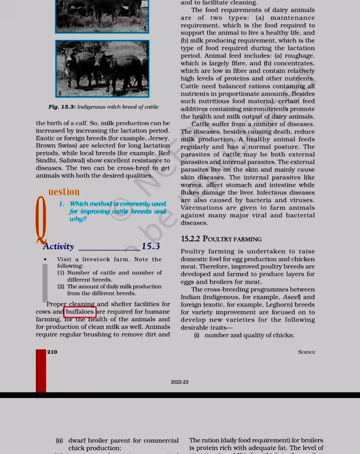 Fig. 15.3: Indigenous milch breed of cattle
the birth of a calf. So, milk production can be
increased by increasing the lactation period.
Exotic or foreign breeds (for example, Jersey,
Brown Swiss) are selected for long lactation
periods, while local breeds (for example, Red
Sindhi, Sahiwal) show excellent resistance to
diseases. The two can be cross-bred to get
animals with both the desired qualities.
Question
1. Which method is commonly used
for improving cattle breeds and
why?
Activity 15.3
• Visit a livestock farm. Note the
following:
(1) Number of cattle and number of
different breeds.
(2) The amount of daily milk production
from the different breeds.
Proper cleaning and shelter facilities for
cows and buffaloes are required for humane
farming, for the health of the animals and
for production of clean milk as well. Animals
require regular brushing to remove dirt and
and to facilitate cleaning.
The food requirements of dairy animals
are of two types: (a) maintenance
requirement, which is the food required to
support the animal to live a healthy life, and
(b) milk producing requirement, which is the
type of food required during the lactation
period. Animal feed includes: (a) roughage,
which is largely fibre, and (b) concentrates,
which are low in fibre and contain relatively
high levels of proteins and other nutrients.
Cattle need balanced rations containing all
nutrients in proportionate amounts. Besides
such nutritious food material, certain feed
additives containing micronutrients promote
the health and milk output of dairy animals.
Cattle suffer from a number of diseases.
The diseases, besides causing death, reduce
milk production. A healthy animal feeds
regularly and has a normal posture. The
parasites of cattle may be both external
parasites and internal parasites. The external
parasites live on the skin and mainly cause
skin diseases. The internal parasites like
worms, affect stomach and intestine while
flukes damage the liver. Infectious diseases
are also caused by bacteria and viruses.
Vaccinations are given to farm animals
against many major viral and bacterial
diseases.
15.2.2 POULTRY FARMING
Poultry farming is undertaken to raise
domestic fowl for egg production and chicken
meat. Therefore, improved poultry breeds are
developed and farmed to produce layers for
eggs and broilers for meat.
The cross-breeding programmes between
Indian (indigenous, for example, Aseel) and
foreign (exotic, for example, Leghorn) breeds
for variety improvement are focused on to
develop new varieties for the following
desirable traits—
(i) number and quality of chicks;
210
SCIENCE
2022-23
(ii) dwarf broiler parent for commercial
chick production;
The ration (daily food requirement) for broilers
is protein rich with adequate fat. The level of